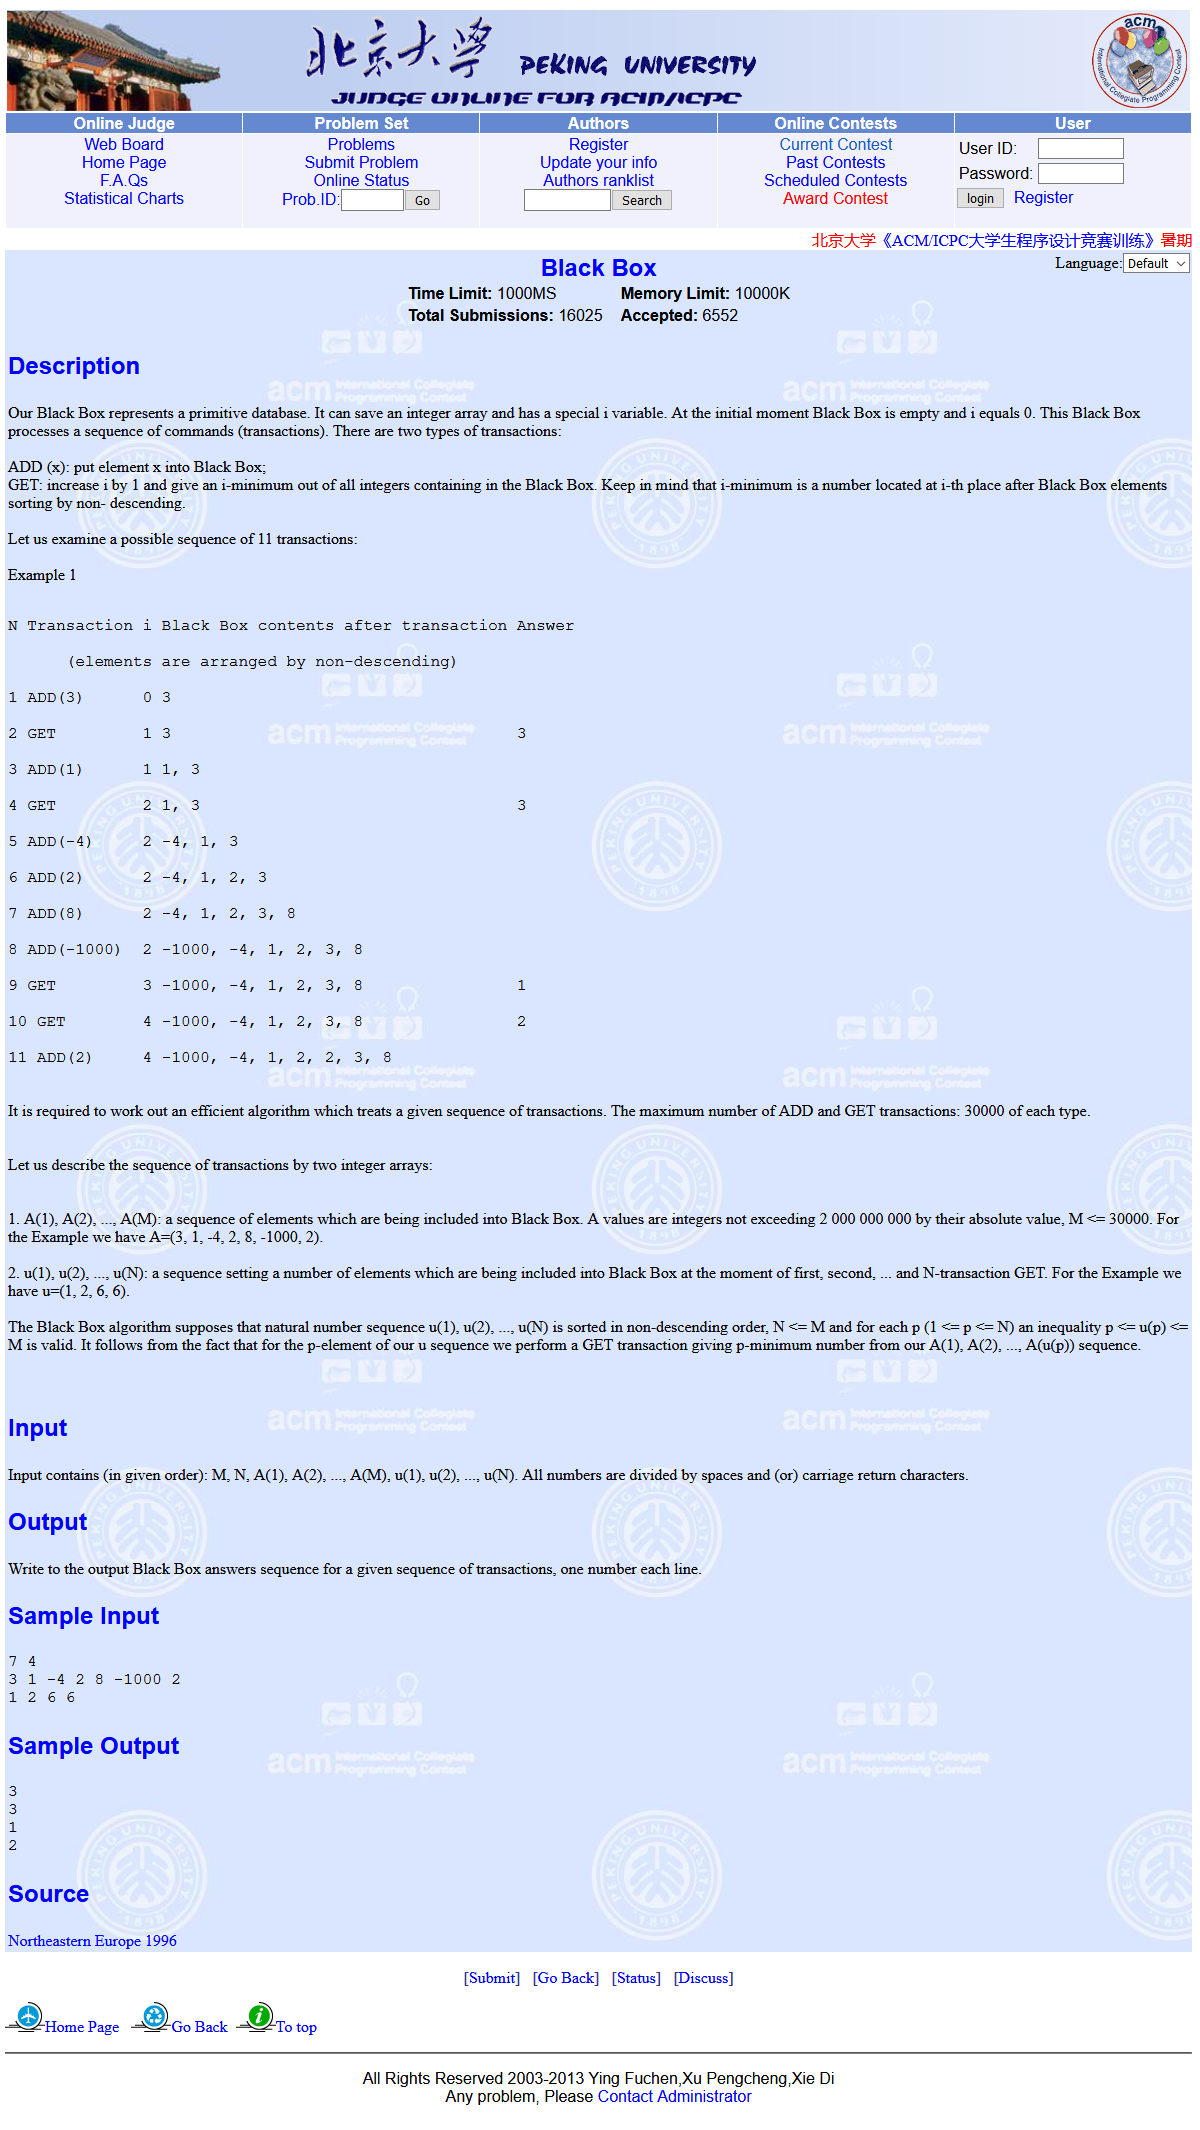 北京大學 PEKING UNIVERSITY
JUDGE ONLINE FOR ACM/ICPC
acm
International Collegiate Programming Contest
Online Judge Problem Set Authors Online Contests User
Web Board Problems Register Current Contest User ID:
Home Page Submit Problem Update your info Past Contests Password:
F.A.Qs Online Status Authors ranklist Scheduled Contests login Register
Statistical Charts Prob.ID: Go Search Award Contest
北京大学《ACM/ICPC大学生程序设计竞赛训练》暑期
Language: Default
Black Box
Time Limit: 1000MS Memory Limit: 10000K
Total Submissions: 16025 Accepted: 6552
Description
Our Black Box represents a primitive database. It can save an integer array and has a special i variable. At the initial moment Black Box is empty and i equals 0. This Black Box
processes a sequence of commands (transactions). There are two types of transactions:
ADD (x): put element x into Black Box;
GET: increase i by 1 and give an i-minimum out of all integers containing in the Black Box. Keep in mind that i-minimum is a number located at i-th place after Black Box elements
sorting by non- descending.
Let us examine a possible sequence of 11 transactions:
Example 1
N Transaction i Black Box contents after transaction Answer
(elements are arranged by non-descending)
1 ADD(3) 0 3
2 GET 1 3 3
3 ADD(1) 1 1, 3
4 GET 2 1, 3 3
5 ADD(-4) 2 -4, 1, 3
6 ADD(2) 2 -4, 1, 2, 3
7 ADD(8) 2 -4, 1, 2, 3, 8
8 ADD(-1000) 2 -1000, -4, 1, 2, 3, 8
9 GET 3 -1000, -4, 1, 2, 3, 8 1
10 GET 4 -1000, -4, 1, 2, 3, 8 2
11 ADD(2) 4 -1000, -4, 1, 2, 2, 3, 8
It is required to work out an efficient algorithm which treats a given sequence of transactions. The maximum number of ADD and GET transactions: 30000 of each type.
Let us describe the sequence of transactions by two integer arrays:
1. A(1), A(2), ..., A(M): a sequence of elements which are being included into Black Box. A values are integers not exceeding 2 000 000 000 by their absolute value, M <= 30000. For
the Example we have A=(3, 1, -4, 2, 8, -1000, 2).
2. u(1), u(2), ..., u(N): a sequence setting a number of elements which are being included into Black Box at the moment of first, second, ... and N-transaction GET. For the Example we
have u=(1, 2, 6, 6).
The Black Box algorithm supposes that natural number sequence u(1), u(2), ..., u(N) is sorted in non-descending order, N <= M and for each p (1 <= p <= N) an inequality p <= u(p) <=
M is valid. It follows from the fact that for the p-element of our u sequence we perform a GET transaction giving p-minimum number from our A(1), A(2), ..., A(u(p)) sequence.
Input
Input contains (in given order): M, N, A(1), A(2), ..., A(M), u(1), u(2), ..., u(N). All numbers are divided by spaces and (or) carriage return characters.
Output
Write to the output Black Box answers sequence for a given sequence of transactions, one number each line.
Sample Input
7 4
3 1 -4 2 8 -1000 2
1 2 6 6
Sample Output
3
3
1
2
Source
Northeastern Europe 1996
[Submit] [Go Back] [Status] [Discuss]
Home Page Go Back To top
All Rights Reserved 2003-2013 Ying Fuchen,Xu Pengcheng,Xie Di
Any problem, Please Contact Administrator